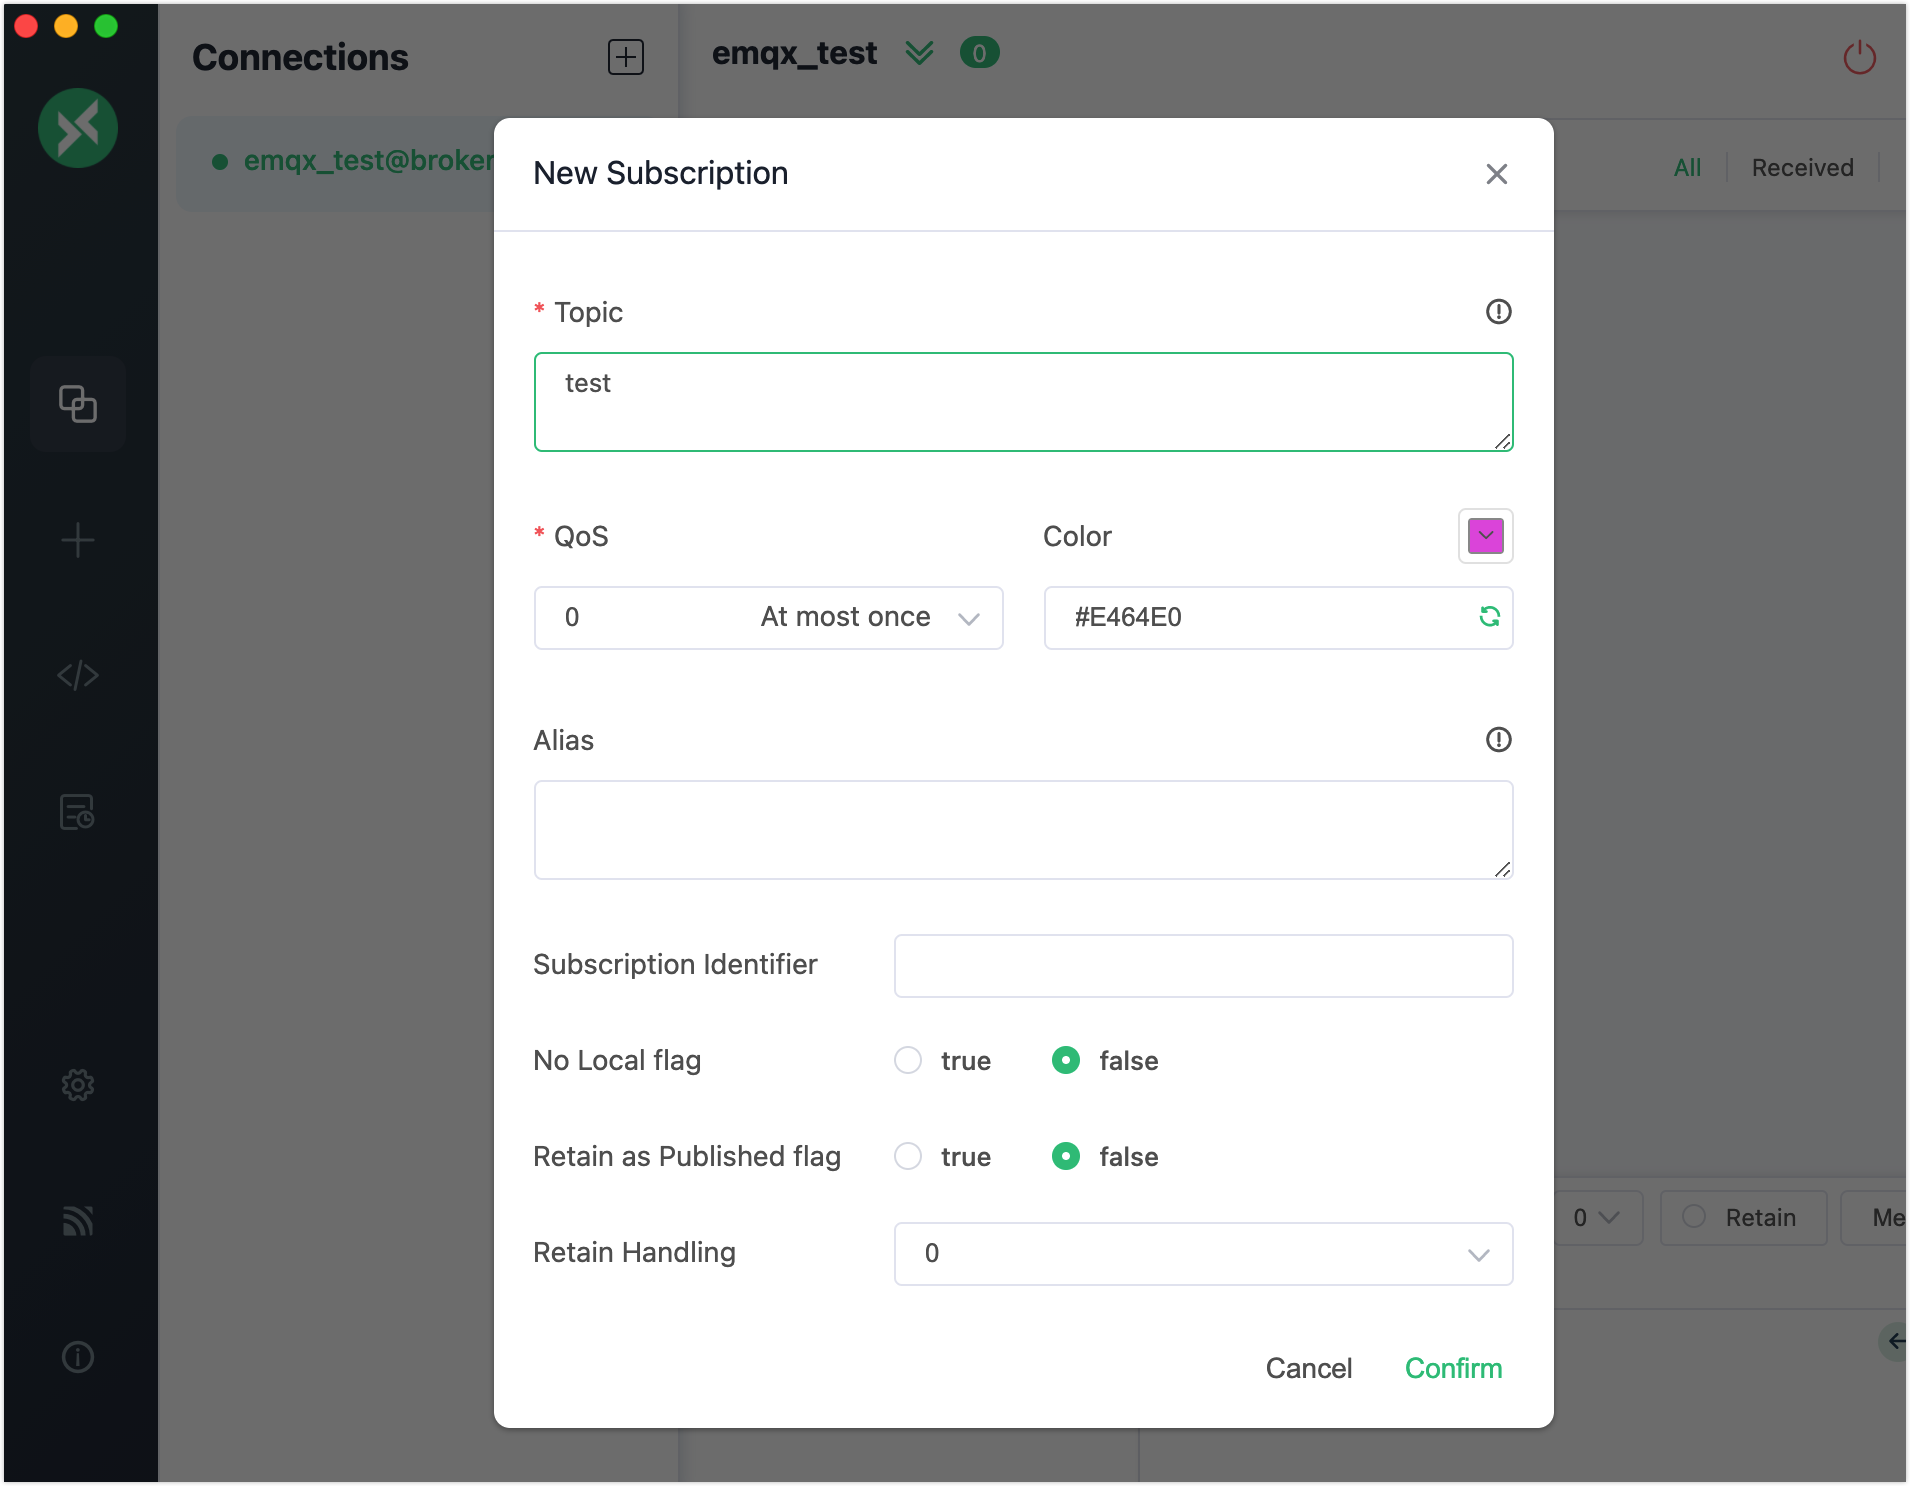 Connections
emqx_test 0
emqx_test@broker
All Received
New Subscription
* Topic
test
* QoS
Color
0 At most once
#E464E0
Alias
Subscription Identifier
No Local flag true false
Retain as Published flag true false
Retain Handling 0
0 Retain Me
Cancel Confirm